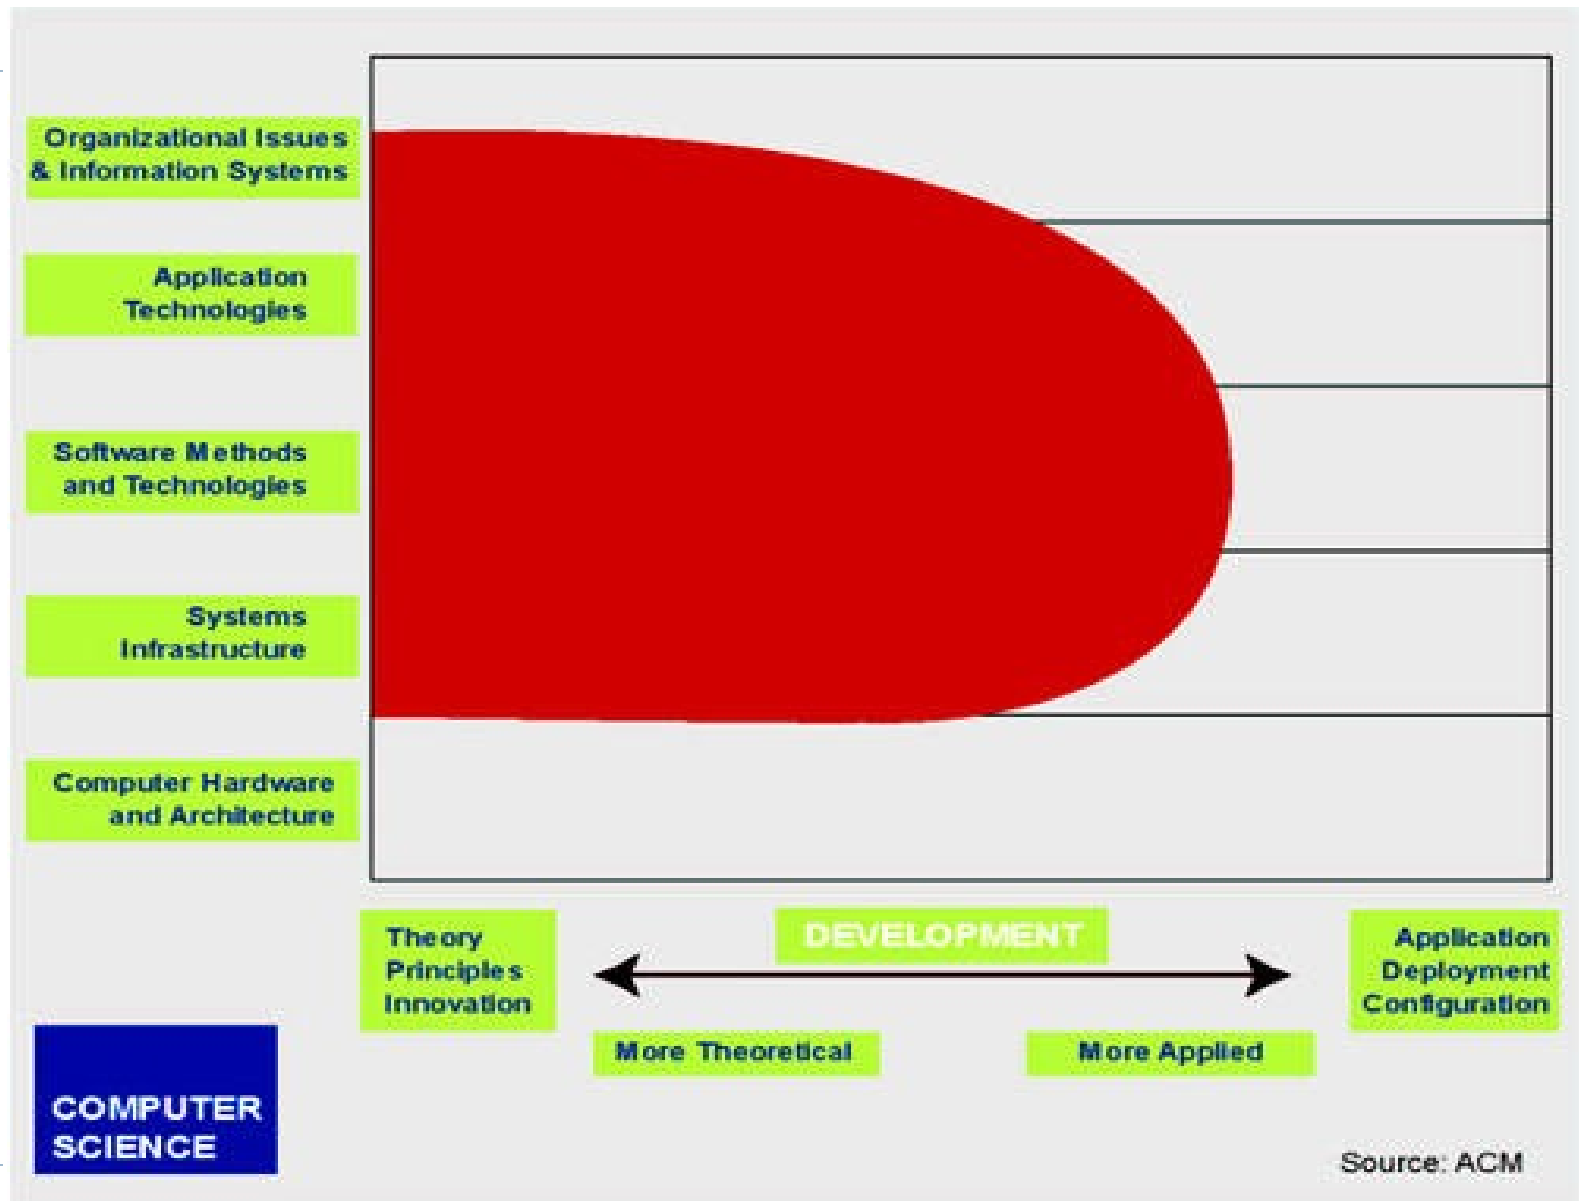 Organizational Issues
& Information Systems
Application
Technologies
Software Methods
and Technologies
Systems
Infrastructure
Computer Hardware
and Architecture
Theory
Principles
Innovation
DEVELOPMENT
Application
Deployment
Configuration
More Theoretical
More Applied
COMPUTER
SCIENCE
Source: ACM